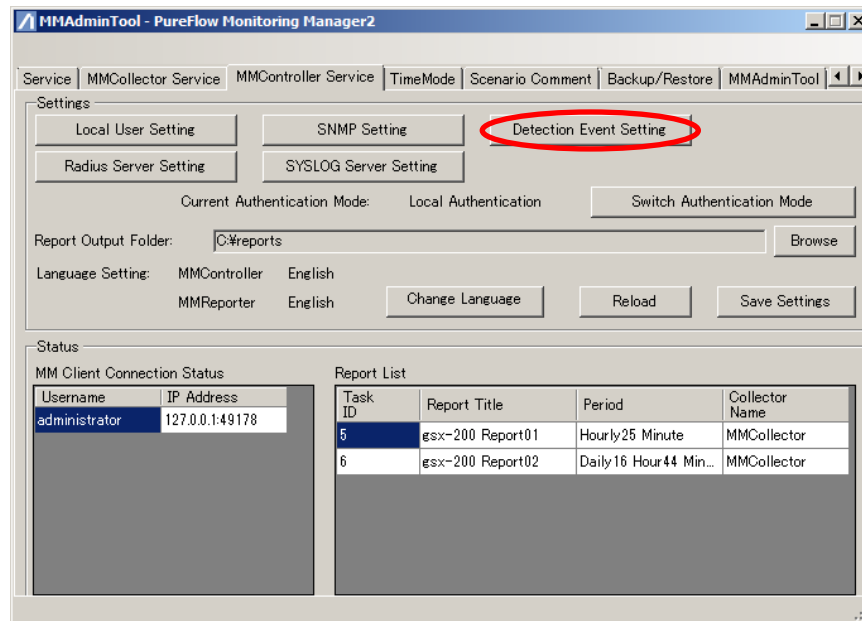 MMAdminTool - PureFlow Monitoring Manager2
Service MMCollector Service MMController Service TimeMode Scenario Comment Backup/Restore MMAdminTool
Settings
Local User Setting SNMP Setting Detection Event Setting
Radius Server Setting SYSLOG Server Setting
Current Authentication Mode: Local Authentication Switch Authentication Mode
Report Output Folder: C:¥reports Browse
Language Setting: MMController English
MMReporter English Change Language Reload Save Settings
Status
MM Client Connection Status Report List
Username IP Address Task ID Report Title Period Collector Name
administrator 127.0.0.1:49178 5 gsx-200 Report01 Hourly25 Minute MMCollector
6 gsx-200 Report02 Daily16 Hour44 Min... MMCollector